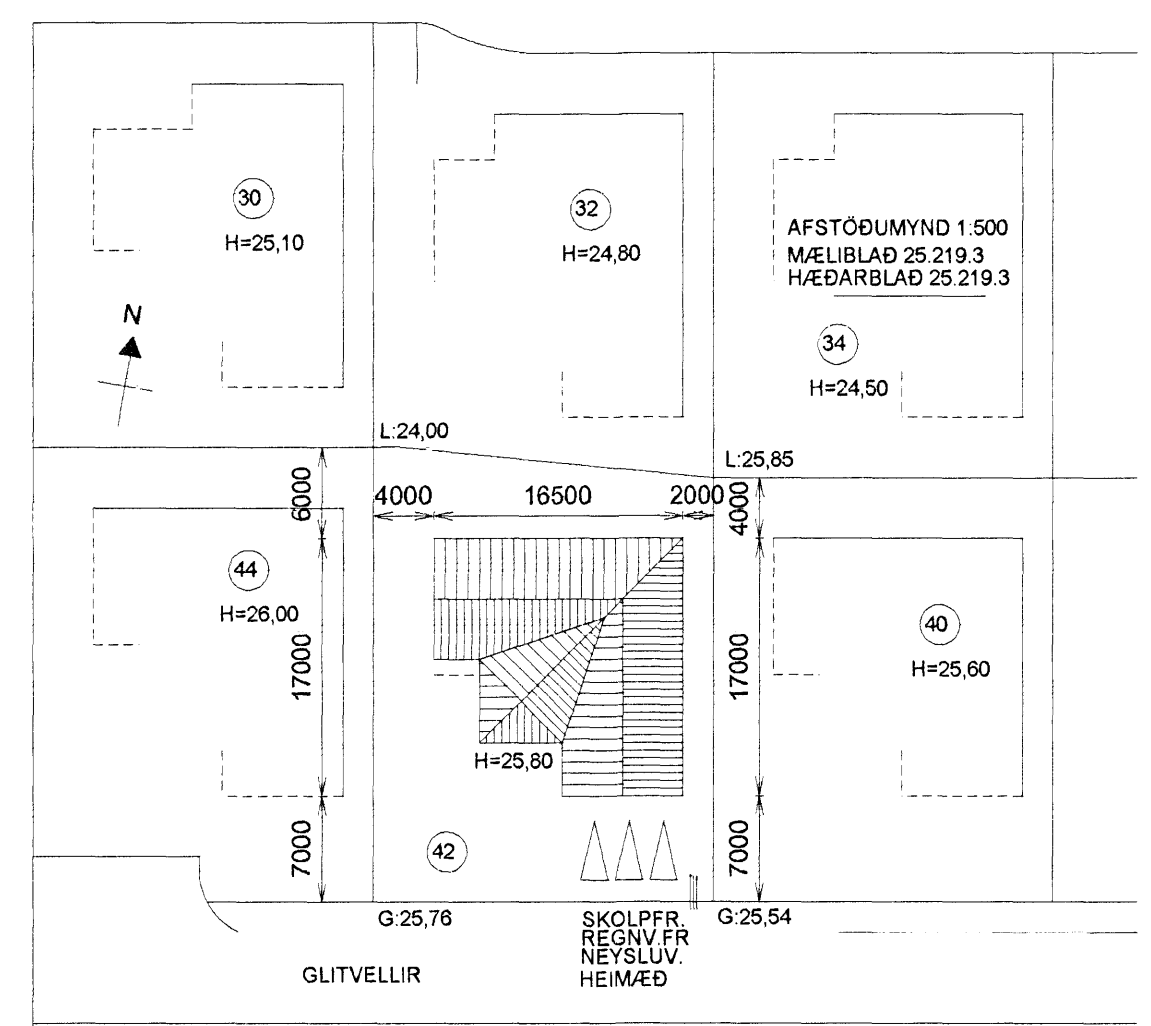 30
H=25,10
32
H=24,80
AFSTÖÐUMYND 1:500
MÆLIBLAÐ 25.219.3
HÆÐARBLAÐ 25.219.3
N
34
H=24,50
L:24,00
L:25,85
6000
4000
16500
2000
4000
44
H=26,00
17000
17000
40
H=25,60
H=25,80
7000
42
7000
G:25,76
SKOLPFR.
REGNV.FR
NEYSLUV.
HEIMÆÐ
G:25,54
GLITVELLIR